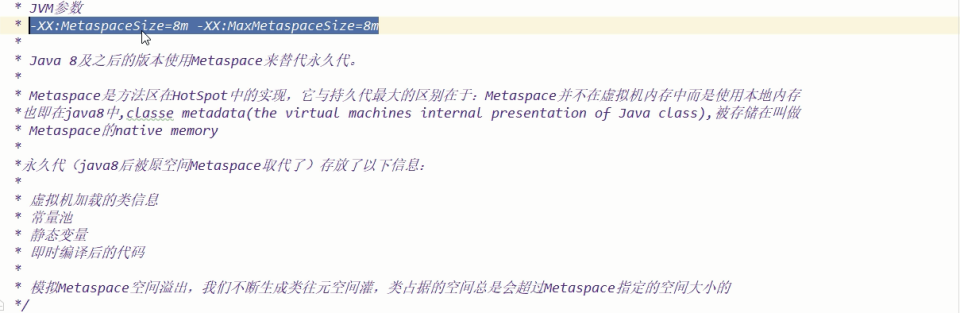 * JVM参数
* -XX:MetaspaceSize=8m -XX:MaxMetaspaceSize=8m
*
* Java 8及之后的版本使用Metaspace来替代永久代。
*
* Metaspace是方法区在HotSpot中的实现，它与持久代最大的区别在于：Metaspace并不在虚拟机内存中而是使用本地内存
*也即在java8中,classe metadata(the virtual machines internal presentation of Java class),被存储在叫做
* Metaspace的native memory
*
*永久代（java8后被原空间Metaspace取代了）存放了以下信息：
*
* 虚拟机加载的类信息
* 常量池
* 静态变量
* 即时编译后的代码
*
* 模拟Metaspace空间溢出，我们不断生成类往元空间灌，类占据的空间总是会超过Metaspace指定的空间大小的
*/